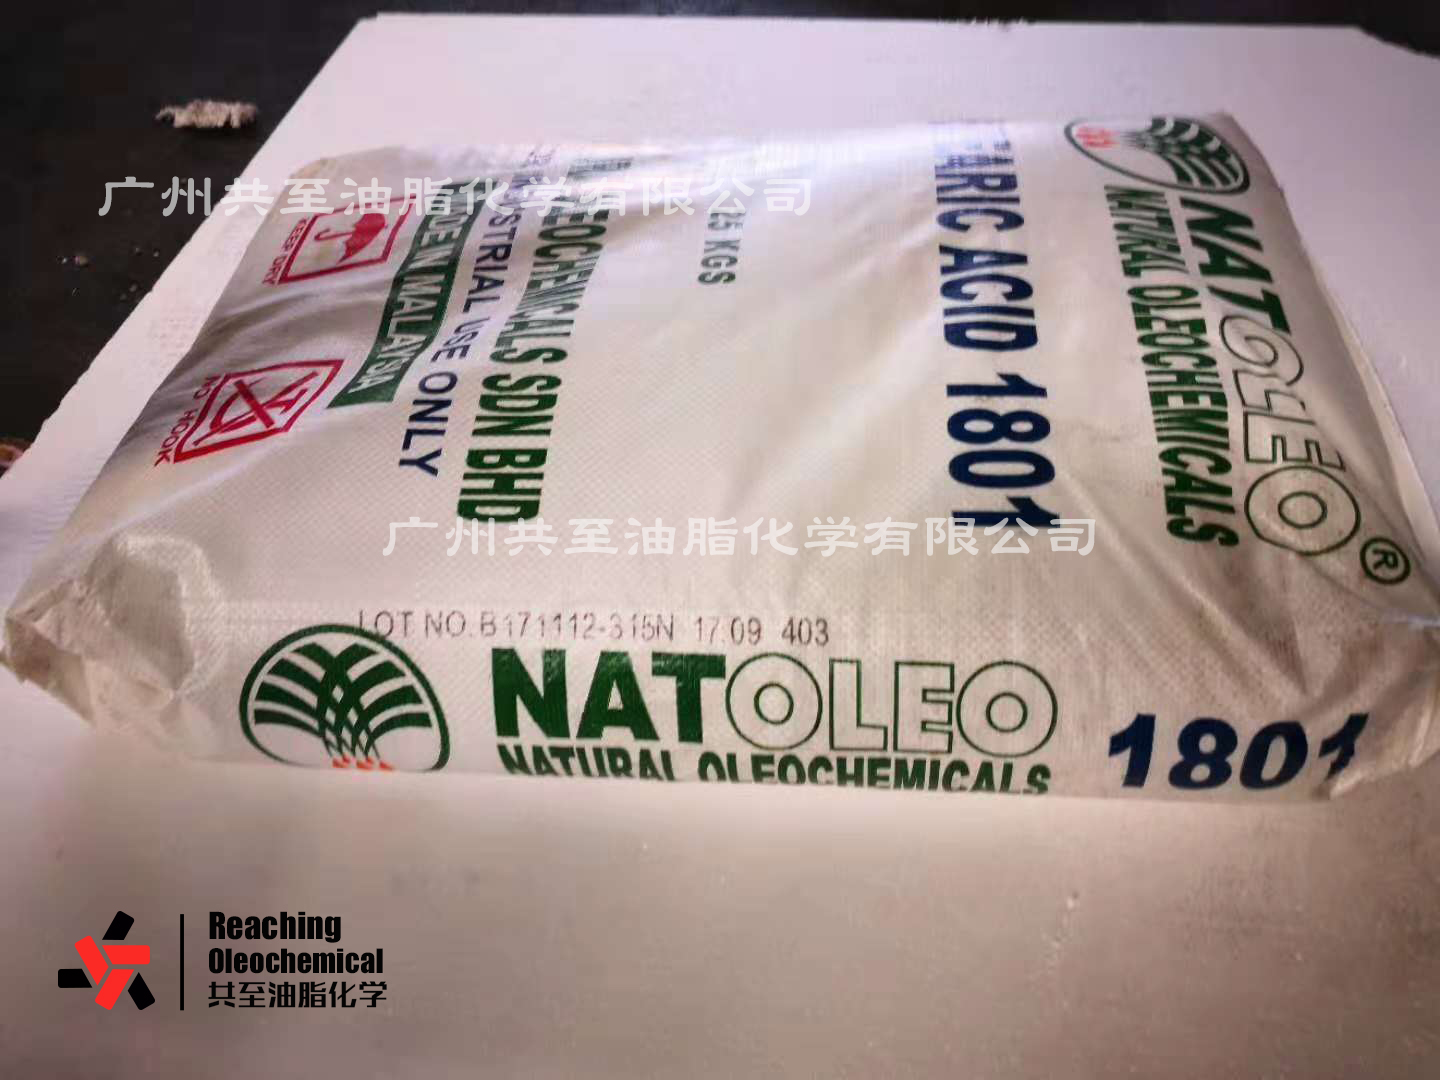 NATOLEO®
NATURAL OLEOCHEMICALS
ARIC ACID 1801
25 KGS
OLEOCHEMICALS SDN BHD
INDUSTRIAL USE ONLY
MADE IN MALAYSIA
KEEP DRY
NO HOOK
广州共至油脂化学有限公司
广州共至油脂化学有限公司
LOT NO.B171112-315N 17.09 403
NATOLEO
NATURAL OLEOCHEMICALS
1801
Reaching
Oleochemical
共至油脂化学